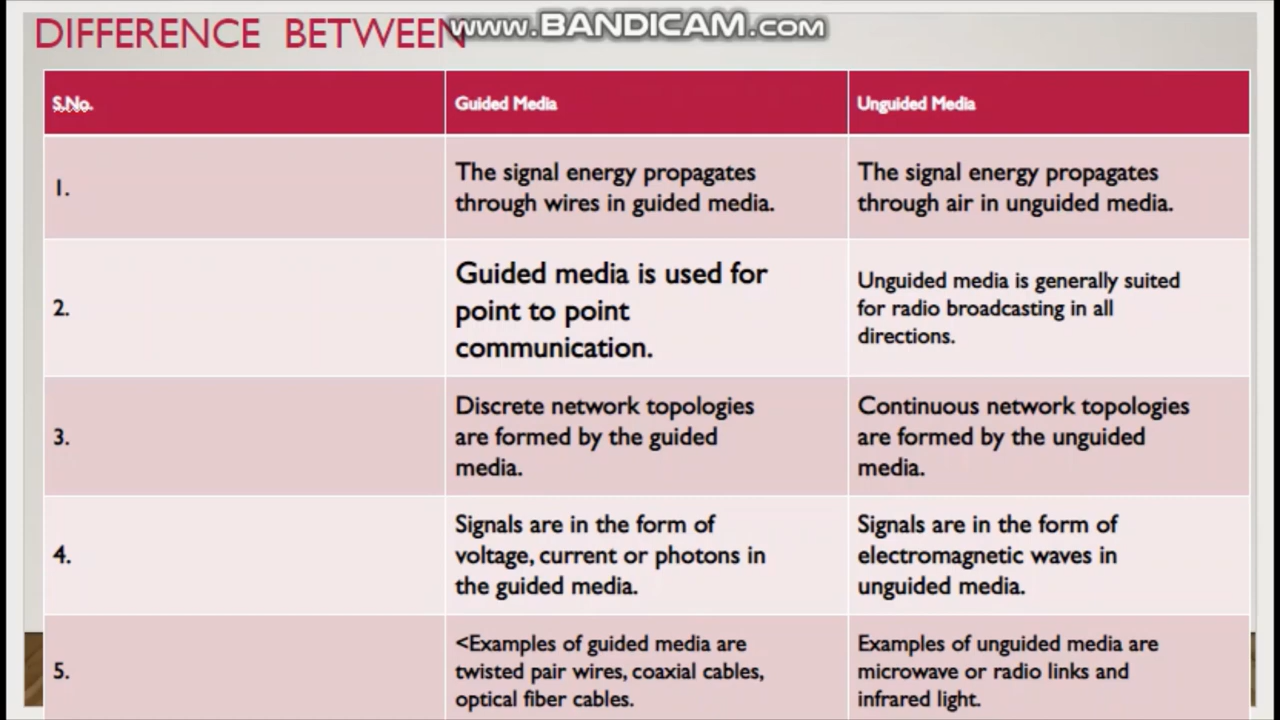 DIFFERENCE BETWEEN
www.BANDICAM.com
S.No.
Guided Media
Unguided Media
1.
The signal energy propagates
through wires in guided media.
The signal energy propagates
through air in unguided media.
2.
Guided media is used for
point to point
communication.
Unguided media is generally suited
for radio broadcasting in all
directions.
3.
Discrete network topologies
are formed by the guided
media.
Continuous network topologies
are formed by the unguided
media.
4.
Signals are in the form of
voltage, current or photons in
the guided media.
Signals are in the form of
electromagnetic waves in
unguided media.
5.
<Examples of guided media are
twisted pair wires, coaxial cables,
optical fiber cables.
Examples of unguided media are
microwave or radio links and
infrared light.